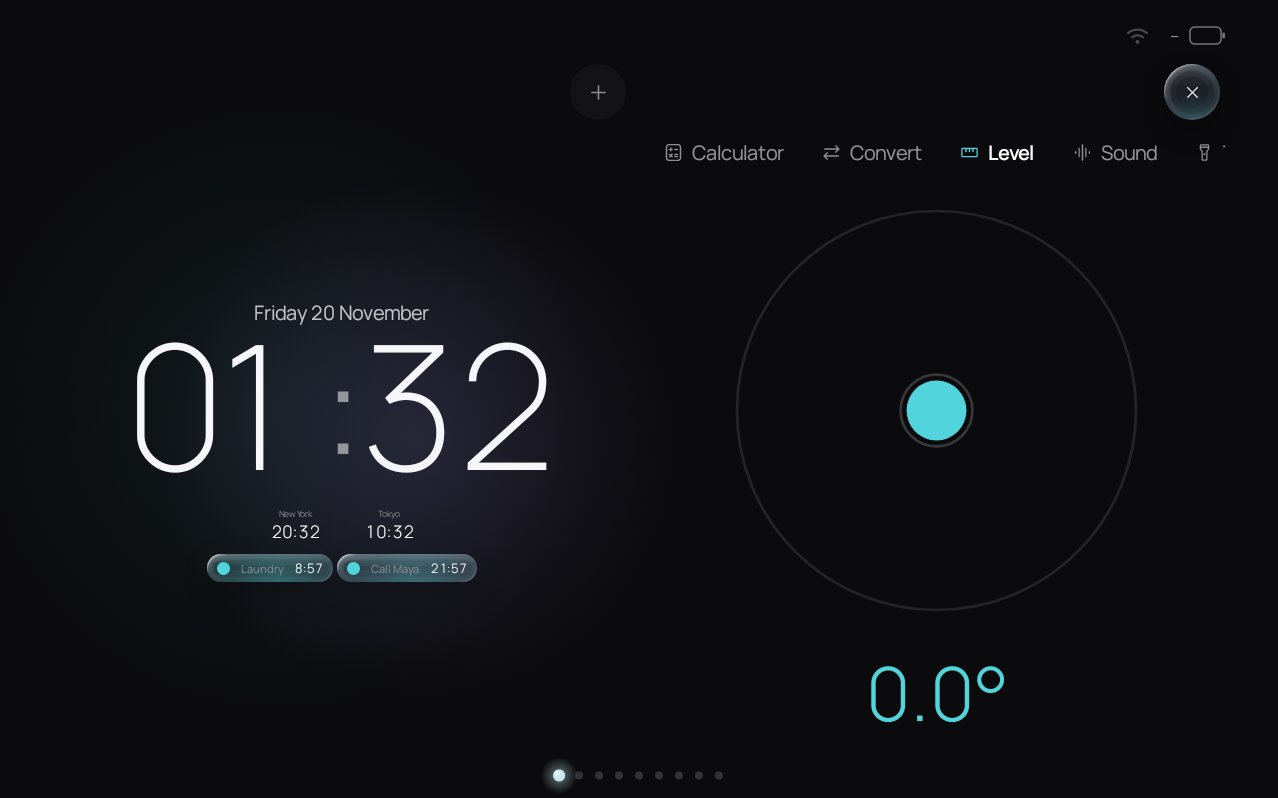 Calculator Convert Level Sound
Friday 20 November
01:32
New York Tokyo
20:32 10:32
Laundry 8:57 Call Maya 21:57
0.0°